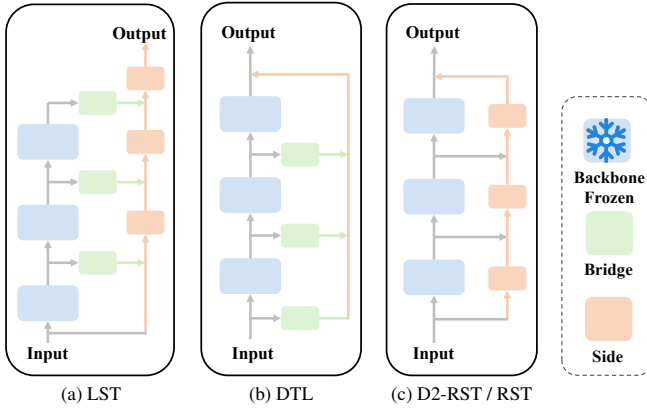 Output
Input
(a) LST
Output
Input
(b) DTL
Output
Input
(c) D2-RST / RST
Backbone
Frozen
Bridge
Side